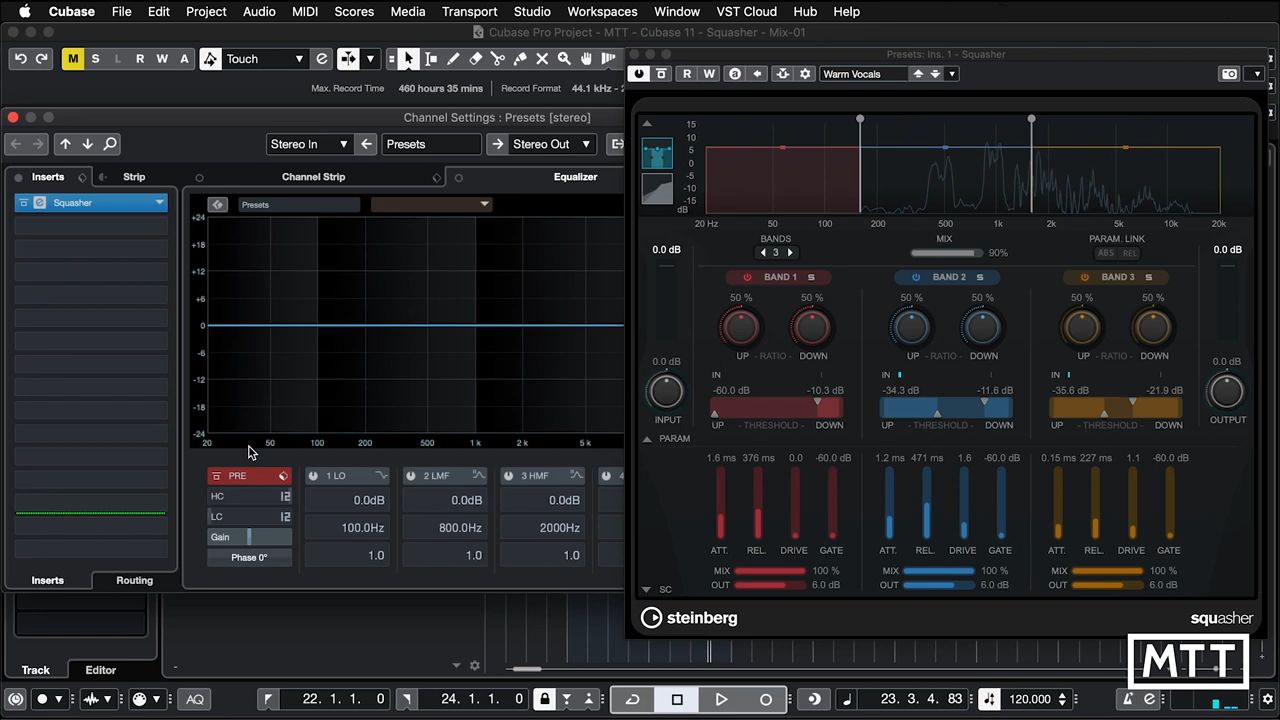 Cubase File Edit Project Audio MIDI Scores Media Transport Studio Workspaces Window VST Cloud Hub Help
Cubase Pro Project - MTT - Cubase 11 - Squasher - Mix-01
M S L R W A Touch
Max. Record Time 460 hours 35 mins Record Format 44.1 kHz - 2
Channel Settings : Presets [stereo]
Stereo In Presets Stereo Out
Inserts Strip Channel Strip Equalizer
Squasher
Presets
+24
+18
+12
+6
0
-6
-12
-18
-24
20 50 100 200 500 1 k 2 k 5 k
PRE 1 LO 2 LMF 3 HMF 4
HC 0.0dB 0.0dB 0.0dB
LC
Gain 100.0Hz 800.0Hz 2000Hz
Phase 0° 1.0 1.0 1.0
Inserts Routing
Track Editor
Presets: Ins. 1 - Squasher
R W Warm Vocals
15
10
5
0
-5
-10
-15
dB
20 Hz 50 100 200 500 1k 2k 5k 10k 20k
0.0 dB BANDS MIX PARAM. LINK 0.0 dB
3 90% ABS REL
BAND 1 S BAND 2 S BAND 3 S
50 % 50 % 50 % 50 % 50 % 50 %
UP - RATIO - DOWN UP - RATIO - DOWN UP - RATIO - DOWN
0.0 dB IN IN IN 0.0 dB
-60.0 dB -10.3 dB -34.3 dB -11.6 dB -35.6 dB -21.9 dB
INPUT UP - THRESHOLD - DOWN UP - THRESHOLD - DOWN UP - THRESHOLD - DOWN OUTPUT
PARAM
1.6 ms 376 ms 0.0 -60.0 dB 1.2 ms 471 ms 1.6 -60.0 dB 0.15 ms 227 ms 1.1 -60.0 dB
ATT. REL. DRIVE GATE ATT. REL. DRIVE GATE ATT. REL. DRIVE GATE
MIX 100 % MIX 100 % MIX 100 %
SC OUT 6.0 dB OUT 6.0 dB OUT 6.0 dB
steinberg squasher
MTT
AQ 22. 1. 1. 0 24. 1. 1. 0 23. 3. 4. 83 120.000